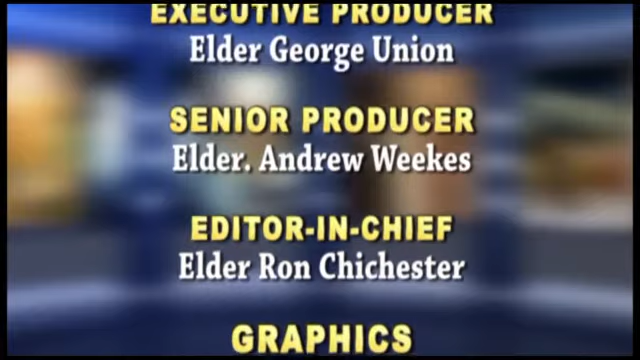 EXECUTIVE PRODUCER
Elder George Union
SENIOR PRODUCER
Elder. Andrew Weekes
EDITOR-IN-CHIEF
Elder Ron Chichester
GRAPHICS